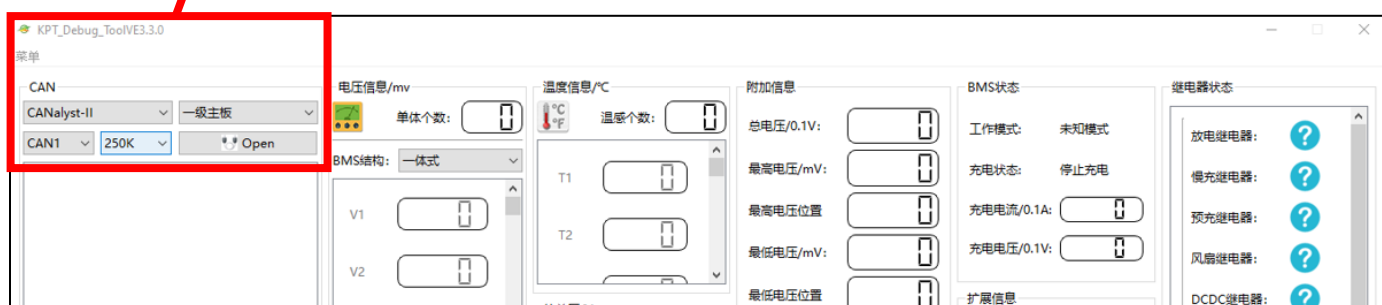 KPT_Debug_ToolVE3.3.0
菜单
CAN
CANalyst-II
一级主板
CAN1
250K
Open
电压信息/mv
单体个数: 0
BMS结构: 一体式
V1 0
V2 0
温度信息/℃
°C
°F
温感个数: 0
T1 0
T2 0
附加信息
总电压/0.1V: 0
最高电压/mV: 0
最高电压位置 0
最低电压/mV: 0
最低电压位置 0
BMS状态
工作模式: 未知模式
充电状态: 停止充电
充电电流/0.1A: 0
充电电压/0.1V: 0
扩展信息
继电器状态
放电继电器: ?
慢充继电器: ?
预充继电器: ?
风扇继电器: ?
DCDC继电器: ?